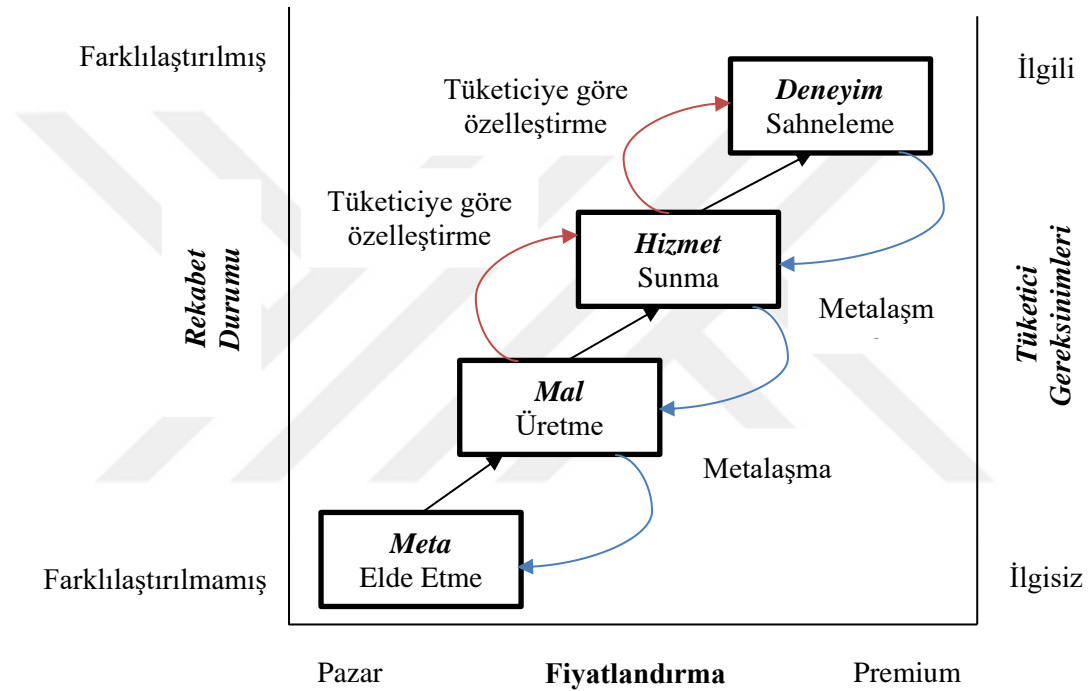 Farklılaştırılmış
İlgili
Deneyim
Sahneleme
Tüketiciye göre
özelleştirme
Tüketiciye göre
özelleştirme
Hizmet
Sunma
Rekabet
Durumu
Tüketici
Gereksinimleri
Metalaşm
Mal
Üretme
Metalaşma
Meta
Elde Etme
Farklılaştırılmamış
İlgisiz
Pazar
Fiyatlandırma
Premium